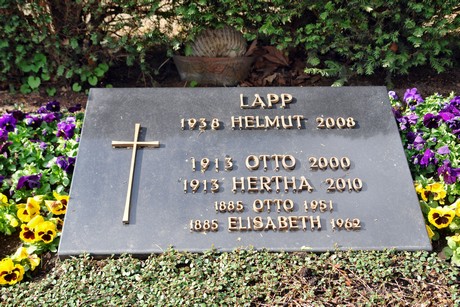 LAPP
1938 HELMUT 2008
1913 OTTO 2000
1913 HERTHA 2010
1885 OTTO 1951
1885 ELISABETH 1962